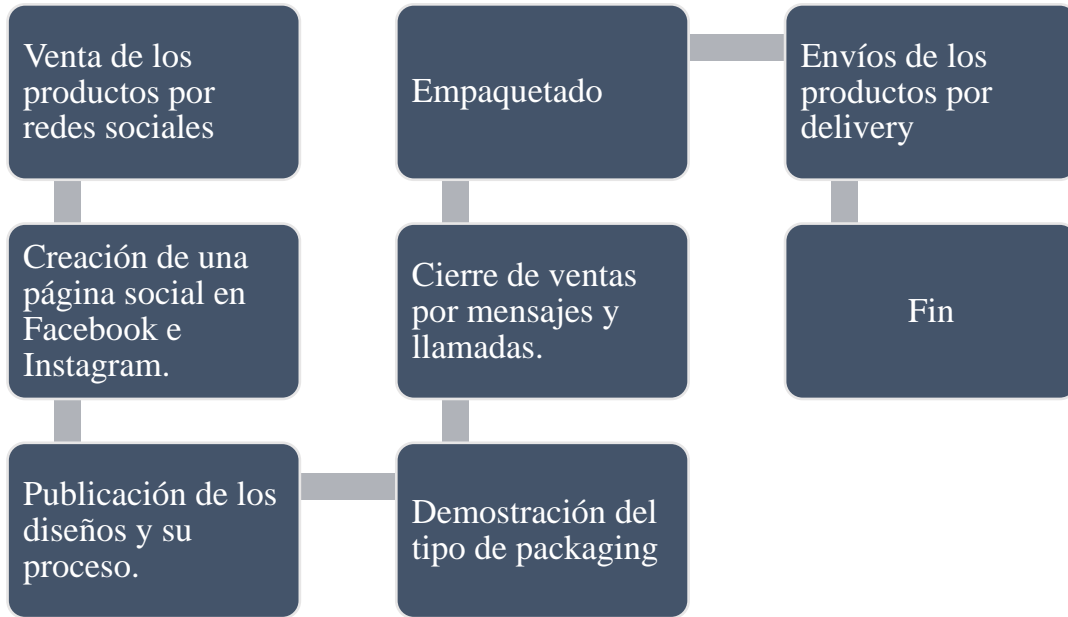 Venta de los
productos por
redes sociales
Creación de una
página social en
Facebook e
Instagram.
Publicación de los
diseños y su
proceso.
Demostración del
tipo de packaging
Cierre de ventas
por mensajes y
llamadas.
Empaquetado
Envíos de los
productos por
delivery
Fin